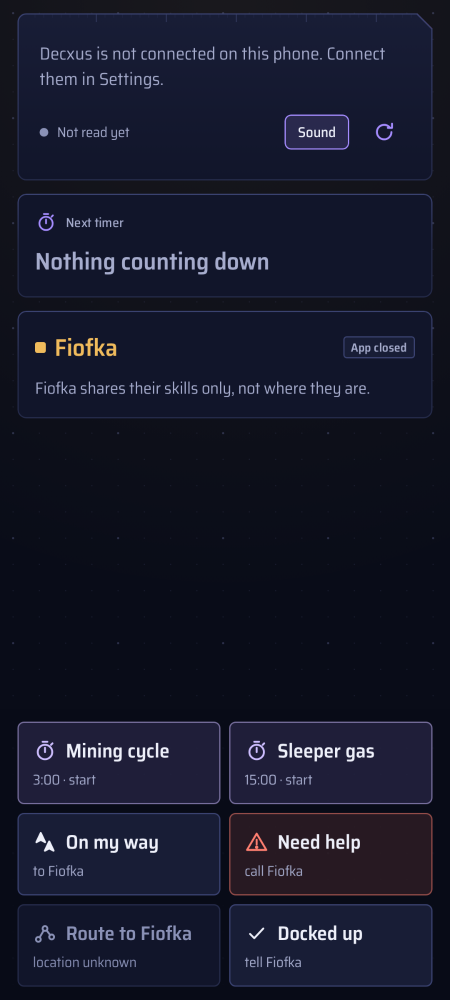 Decxus is not connected on this phone. Connect
them in Settings.
Not read yet
Sound
Next timer
Nothing counting down
Fiofka
App closed
Fiofka shares their skills only, not where they are.
Mining cycle
3:00 · start
Sleeper gas
15:00 · start
On my way
to Fiofka
Need help
call Fiofka
Route to Fiofka
location unknown
Docked up
tell Fiofka